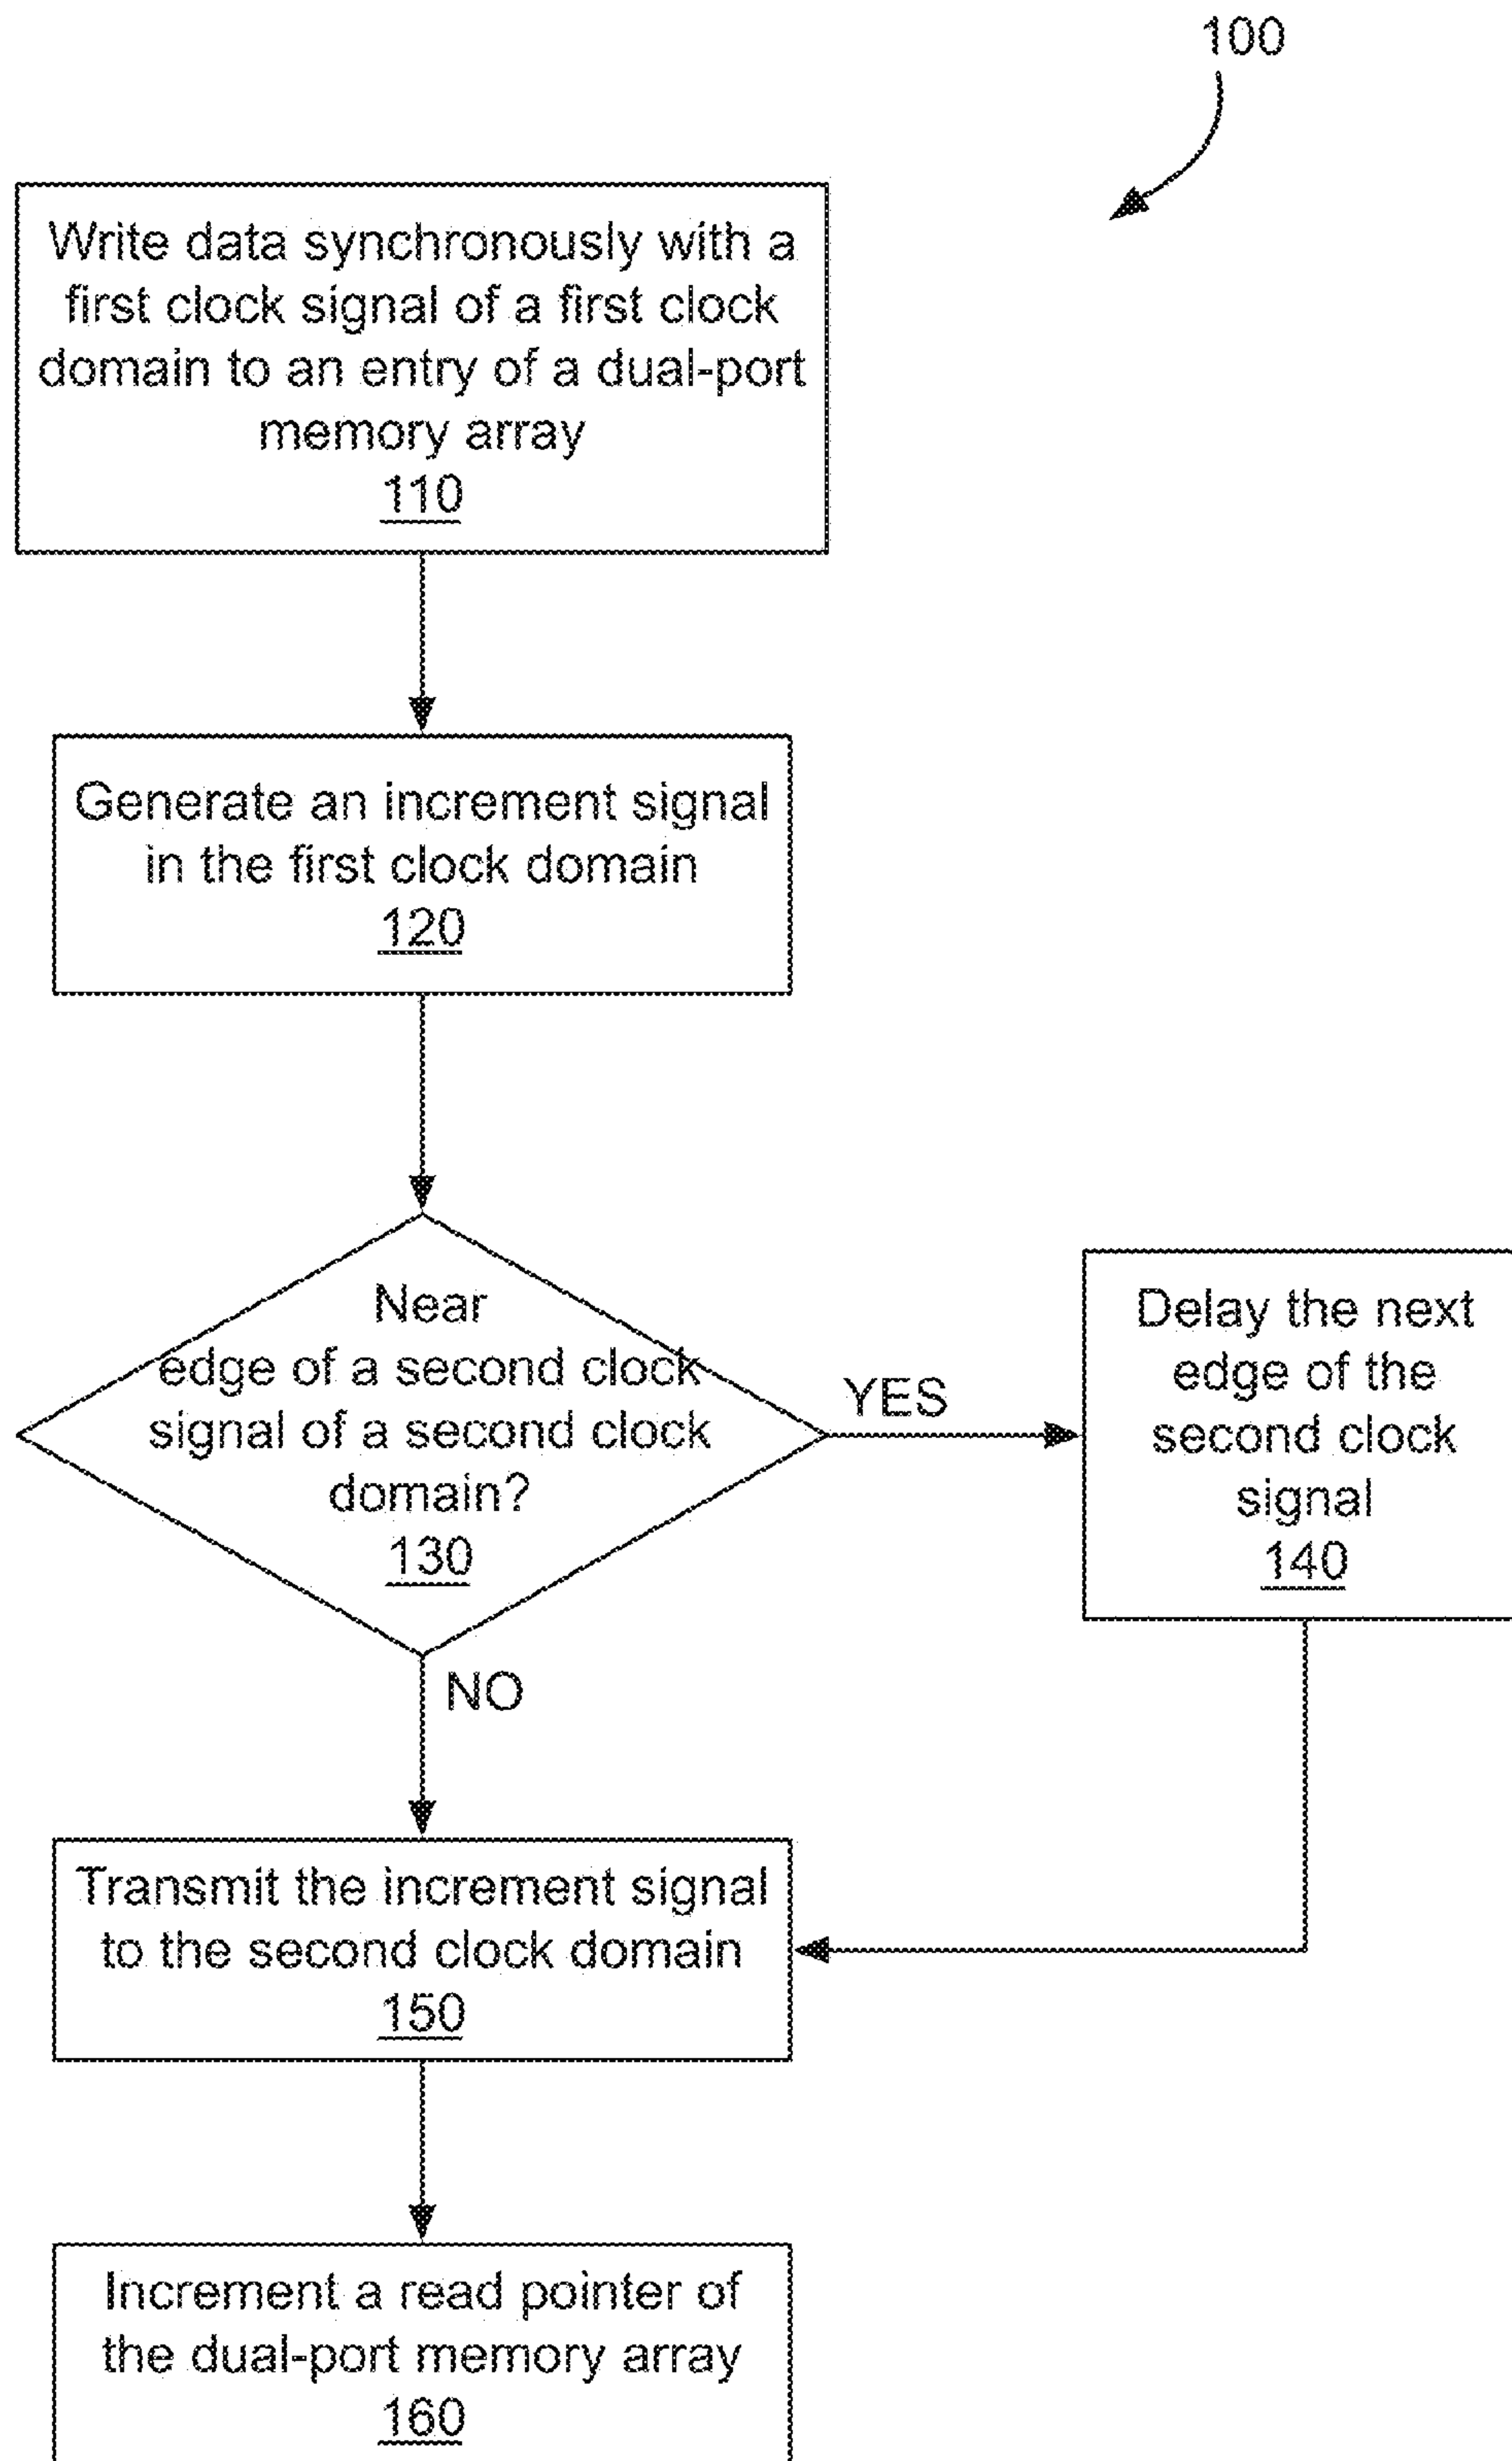 100
Write data synchronously with a
first clock signal of a first clock
domain to an entry of a dual-port
memory array
110
Generate an increment signal
in the first clock domain
120
Near
edge of a second clock
signal of a second clock
domain?
130
YES
Delay the next
edge of the
second clock
signal
140
NO
Transmit the increment signal
to the second clock domain
150
Increment a read pointer of
the dual-port memory array
160